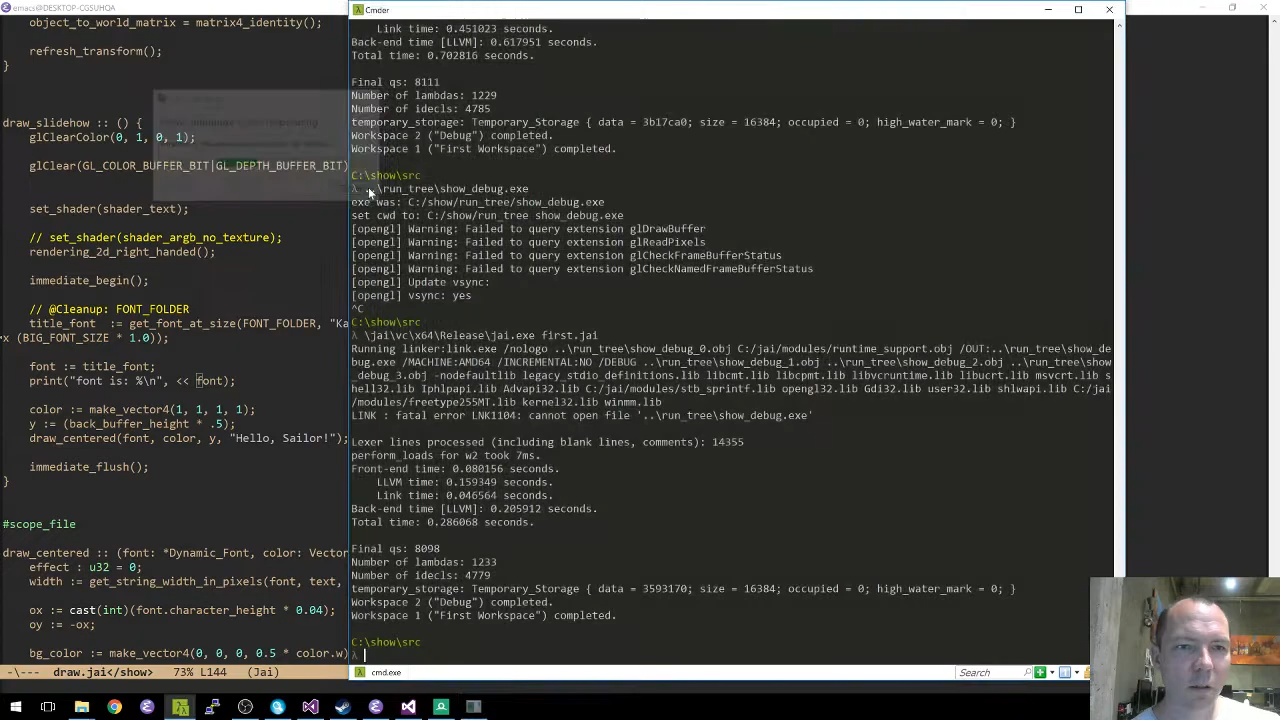 emacs@DESKTOP-CGSUHQA
object_to_world_matrix = matrix4_identity();
refresh_transform();
}
draw_slidehow :: () {
glClearColor(0, 1, 0, 1);
glClear(GL_COLOR_BUFFER_BIT|GL_DEPTH_BUFFER_BIT)
set_shader(shader_text);
// set_shader(shader_argb_no_texture);
rendering_2d_right_handed();
immediate_begin();
// @Cleanup: FONT_FOLDER
title_font := get_font_at_size(FONT_FOLDER, "Ka
x (BIG_FONT_SIZE * 1.0));
font := title_font;
print("font is: %\n", << font);
color := make_vector4(1, 1, 1, 1);
y := (back_buffer_height * .5);
draw_centered(font, color, y, "Hello, Sailor!");
immediate_flush();
}
#scope_file
draw_centered :: (font: *Dynamic_Font, color: Vector
effect : u32 = 0;
width := get_string_width_in_pixels(font, text,
ox := cast(int)(font.character_height * 0.04);
oy := -ox;
bg_color := make_vector4(0, 0, 0, 0.5 * color.w)
-\--- draw.jai<show> 73% L144 (Jai)
Cmder
Link time: 0.451023 seconds.
Back-end time [LLVM]: 0.617951 seconds.
Total time: 0.702816 seconds.
Final qs: 8111
Number of lambdas: 1229
Number of idecls: 4785
temporary_storage: Temporary_Storage { data = 3b17ca0; size = 16384; occupied = 0; high_water_mark = 0; }
Workspace 2 ("Debug") completed.
Workspace 1 ("First Workspace") completed.
C:\show\src
λ ..\run_tree\show_debug.exe
exe was: C:/show/run_tree/show_debug.exe
set cwd to: C:/show/run_tree show_debug.exe
[opengl] Warning: Failed to query extension glDrawBuffer
[opengl] Warning: Failed to query extension glReadPixels
[opengl] Warning: Failed to query extension glCheckFrameBufferStatus
[opengl] Warning: Failed to query extension glCheckNamedFrameBufferStatus
[opengl] Update vsync:
[opengl] vsync: yes
^C
C:\show\src
λ \jai\vc\x64\Release\jai.exe first.jai
Running linker:link.exe /nologo ..\run_tree\show_debug_0.obj C:/jai/modules/runtime_support.obj /OUT:..\run_tree\show_de
bug.exe /MACHINE:AMD64 /INCREMENTAL:NO /DEBUG ..\run_tree\show_debug_1.obj ..\run_tree\show_debug_2.obj ..\run_tree\show
_debug_3.obj -nodefaultlib legacy_stdio_definitions.lib libcmt.lib libvcruntime.lib libucrt.lib msvcrt.lib s
hell32.lib Iphlpapi.lib Advapi32.lib C:/jai/modules/stb_sprintf.lib opengl32.lib Gdi32.lib user32.lib shlwapi.lib C:/jai
/modules/freetype255MT.lib kernel32.lib winmm.lib
LINK : fatal error LNK1104: cannot open file '..\run_tree\show_debug.exe'
Lexer lines processed (including blank lines, comments): 14355
perform_loads for w2 took 7ms.
Front-end time: 0.080156 seconds.
LLVM time: 0.159349 seconds.
Link time: 0.046564 seconds.
Back-end time [LLVM]: 0.205912 seconds.
Total time: 0.286068 seconds.
Final qs: 8098
Number of lambdas: 1233
Number of idecls: 4779
temporary_storage: Temporary_Storage { data = 3593170; size = 16384; occupied = 0; high_water_mark = 0; }
Workspace 2 ("Debug") completed.
Workspace 1 ("First Workspace") completed.
C:\show\src
λ
cmd.exe
Search